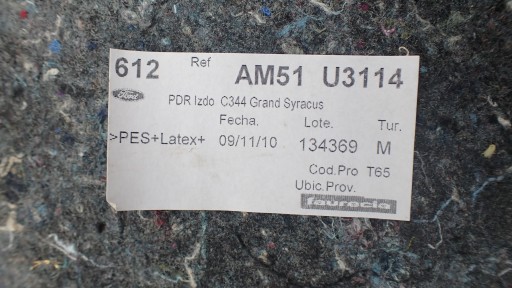 612 Ref AM51 U3114
Ford PDR Izdo C344 Grand Syracus
Fecha. Lote. Tur.
>PES+Latex+ 09/11/10 134369 M
Cod.Pro T65
Ubic.Prov.
faurecia